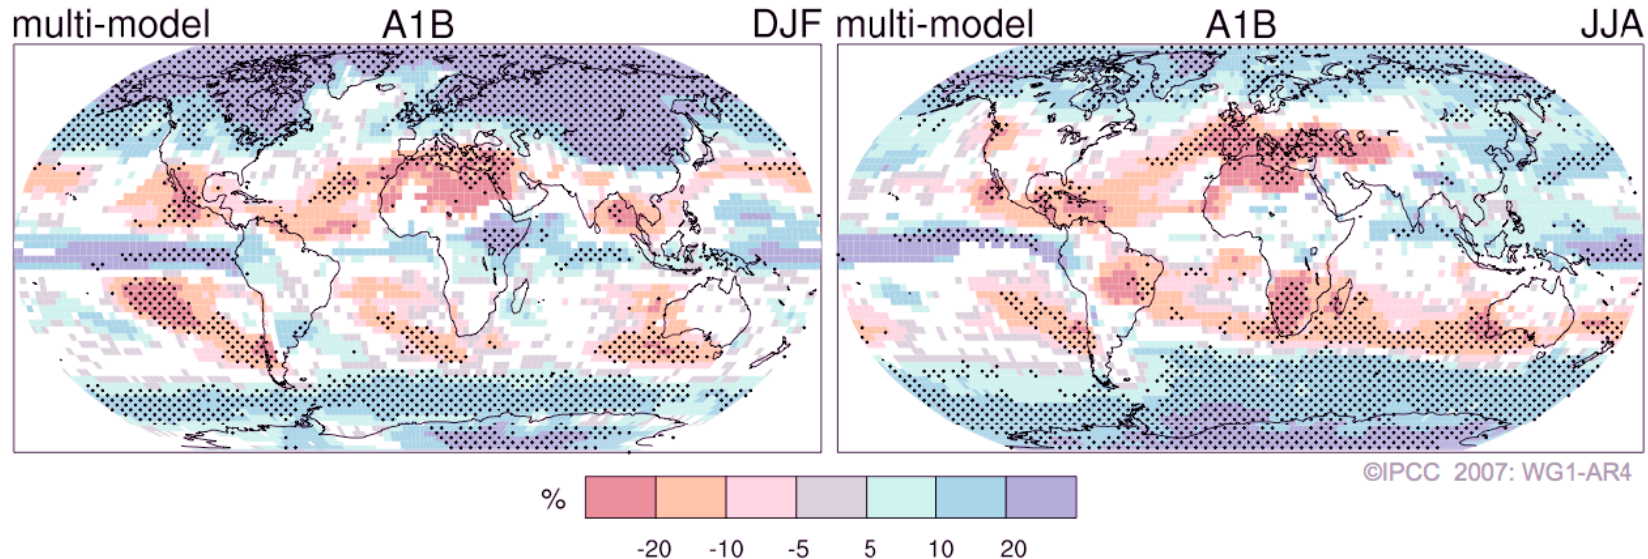 multi-model A1B DJF
multi-model A1B JJA
©IPCC 2007: WG1-AR4
%
-20 -10 -5 5 10 20